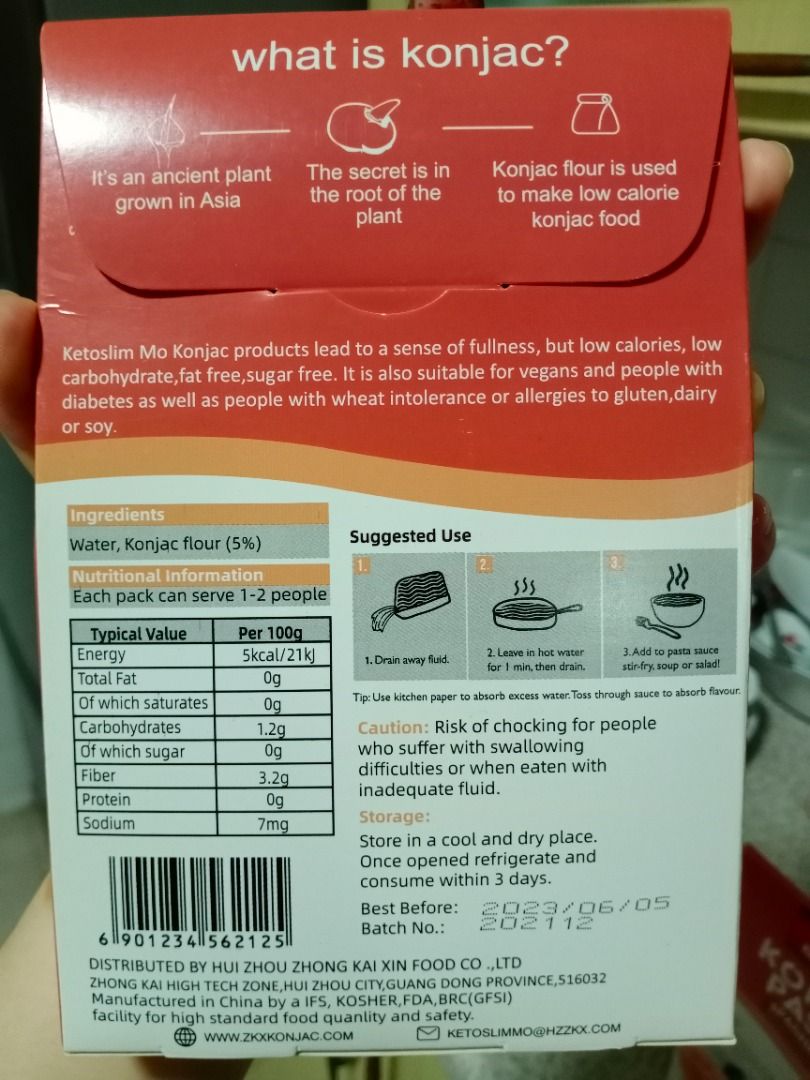 what is konjac?
It's an ancient plant
grown in Asia
The secret is in
the root of the
plant
Konjac flour is used
to make low calorie
konjac food
Ketoslim Mo Konjac products lead to a sense of fullness, but low calories, low
carbohydrate,fat free,sugar free. It is also suitable for vegans and people with
diabetes as well as people with wheat intolerance or allergies to gluten,dairy
or soy.
Ingredients
Water, Konjac flour (5%)
Nutritional Information
Each pack can serve 1-2 people
Typical Value Per 100g
Energy 5kcal/21kJ
Total Fat 0g
Of which saturates 0g
Carbohydrates 1.2g
Of which sugar 0g
Fiber 3.2g
Protein 0g
Sodium 7mg
6 901234 562125
Suggested Use
1. 2. 3.
1. Drain away fluid.
2. Leave in hot water
for 1 min, then drain.
3.Add to pasta sauce
stir-fry, soup or salad!
Tip: Use kitchen paper to absorb excess water. Toss through sauce to absorb flavour.
Caution: Risk of chocking for people
who suffer with swallowing
difficulties or when eaten with
inadequate fluid.
Storage:
Store in a cool and dry place.
Once opened refrigerate and
consume within 3 days.
Best Before: 2023/06/05
Batch No.: 202112
DISTRIBUTED BY HUI ZHOU ZHONG KAI XIN FOOD CO .,LTD
ZHONG KAI HIGH TECH ZONE,HUI ZHOU CITY,GUANG DONG PROVINCE,516032
Manufactured in China by a IFS, KOSHER,FDA,BRC(GFSI)
facility for high standard food quanlity and safety.
WWW.ZKXKONJAC.COM KETOSLIMMO@HZZKX.COM